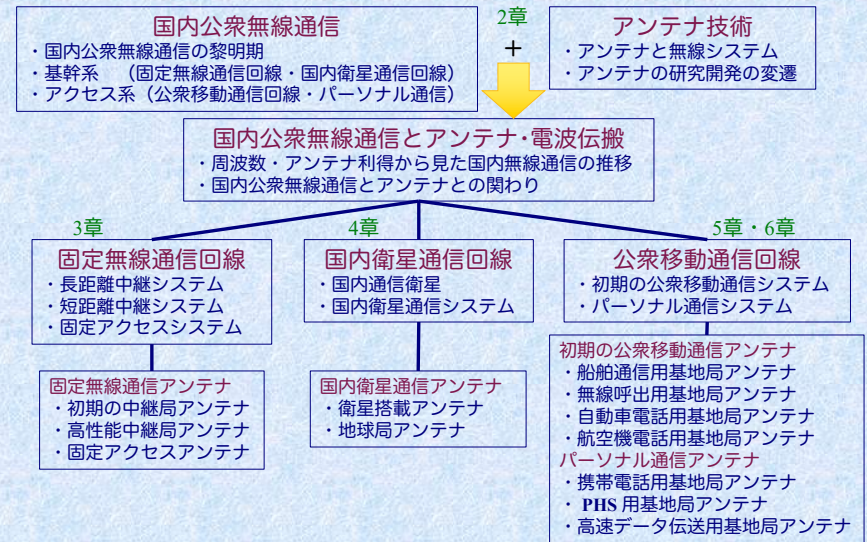 国内公衆無線通信
・国内公衆無線通信の黎明期
・基幹系　（固定無線通信回線・国内衛星通信回線）
・アクセス系（公衆移動通信回線・パーソナル通信）
2章
+
アンテナ技術
・アンテナと無線システム
・アンテナの研究開発の変遷
国内公衆無線通信とアンテナ・電波伝搬
・周波数・アンテナ利得から見た国内無線通信の推移
・国内公衆無線通信とアンテナとの関わり
3章
固定無線通信回線
・長距離中継システム
・短距離中継システム
・固定アクセスシステム
固定無線通信アンテナ
・初期の中継局アンテナ
・高性能中継局アンテナ
・固定アクセスアンテナ
4章
国内衛星通信回線
・国内通信衛星
・国内衛星通信システム
国内衛星通信アンテナ
・衛星搭載アンテナ
・地球局アンテナ
5章・6章
公衆移動通信回線
・初期の公衆移動通信システム
・パーソナル通信システム
初期の公衆移動通信アンテナ
・船舶通信用基地局アンテナ
・無線呼出用基地局アンテナ
・自動車電話用基地局アンテナ
・航空機電話用基地局アンテナ
パーソナル通信アンテナ
・携帯電話用基地局アンテナ
・PHS 用基地局アンテナ
・高速データ伝送用基地局アンテナ